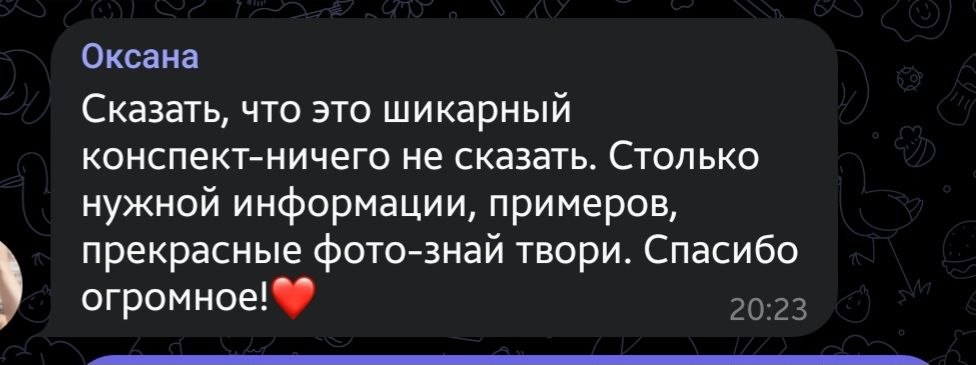 Оксана
Сказать, что это шикарный
конспект-ничего не сказать. Столько
нужной информации, примеров,
прекрасные фото-знай твори. Спасибо
огромное!❤️
20:23